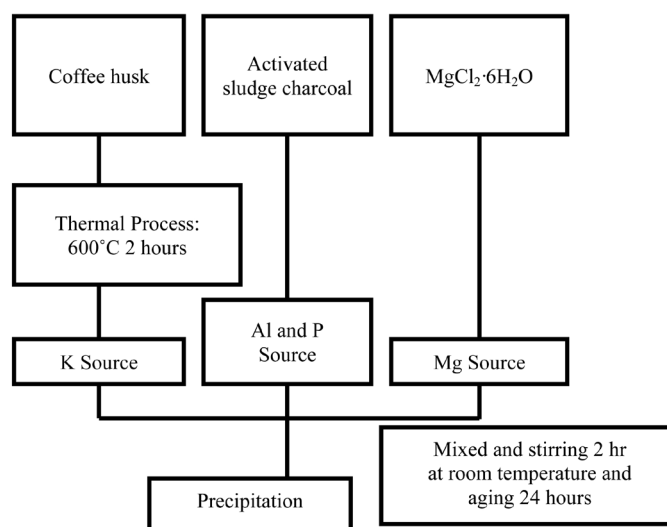 Coffee husk
Activated
sludge charcoal
MgCl₂·6H₂O
Thermal Process:
600˚C 2 hours
Al and P
Source
K Source
Mg Source
Mixed and stirring 2 hr
at room temperature and
aging 24 hours
Precipitation